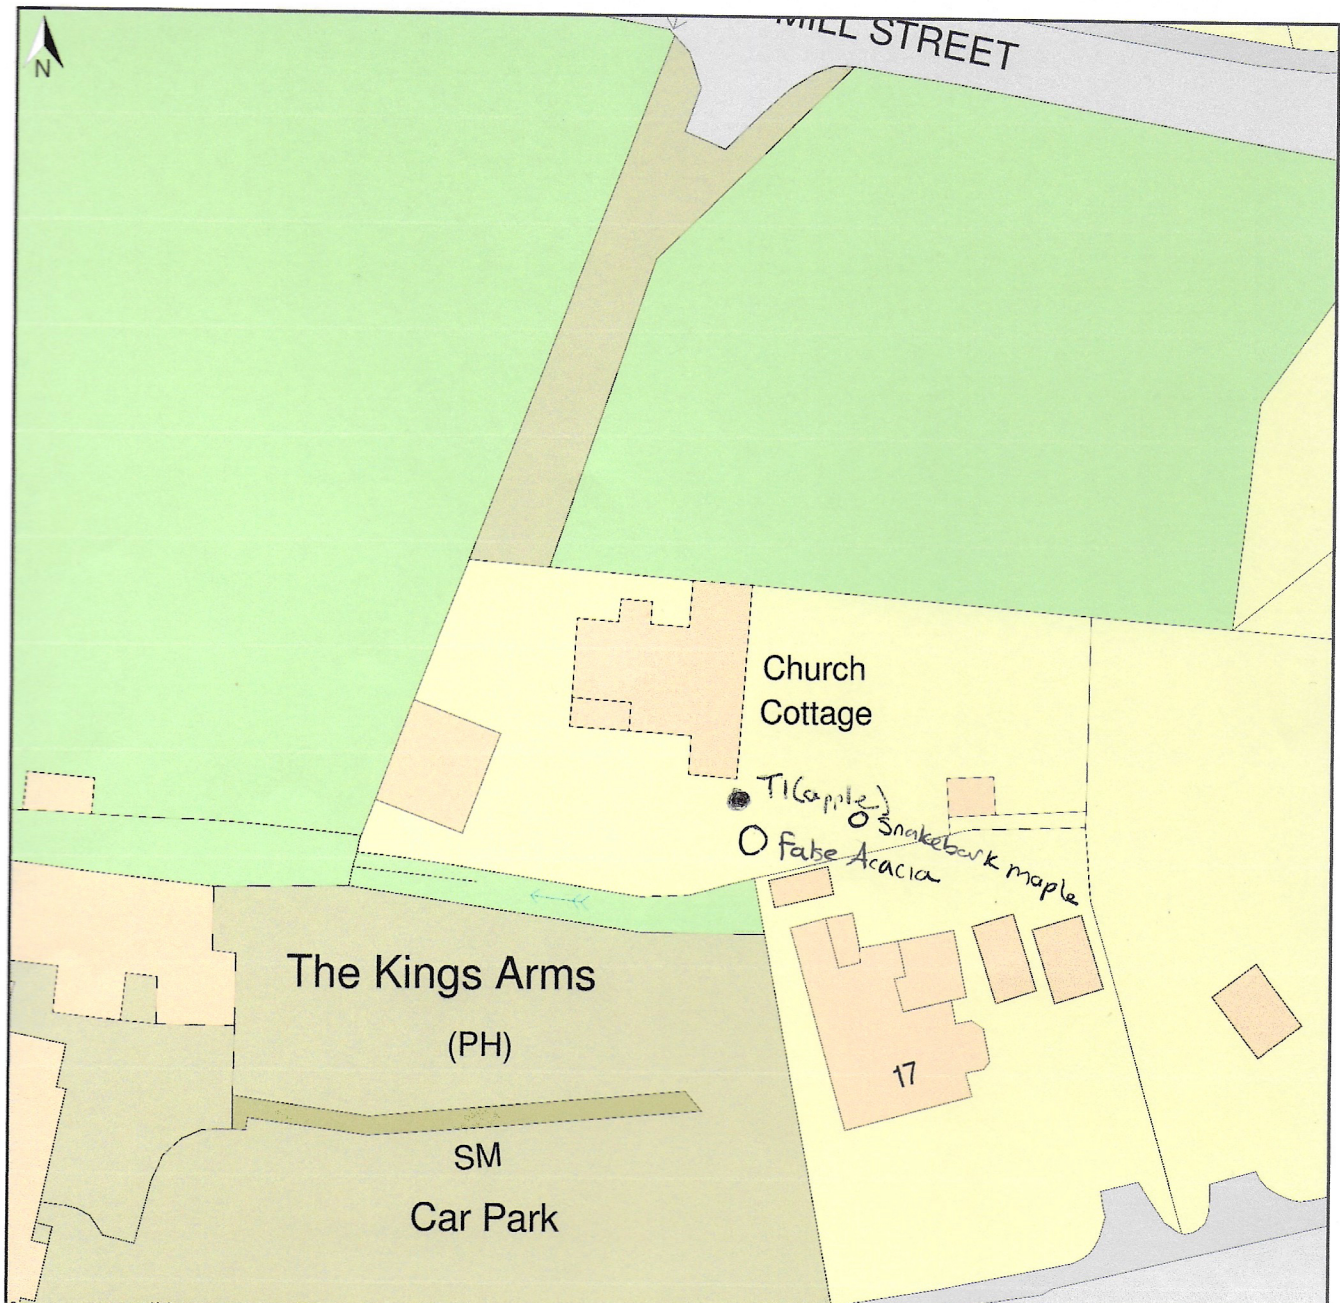 N
MILL STREET
Church
Cottage
T1(apple)
Snakebark maple
False Acacia
The Kings Arms
(PH)
17
SM
Car Park